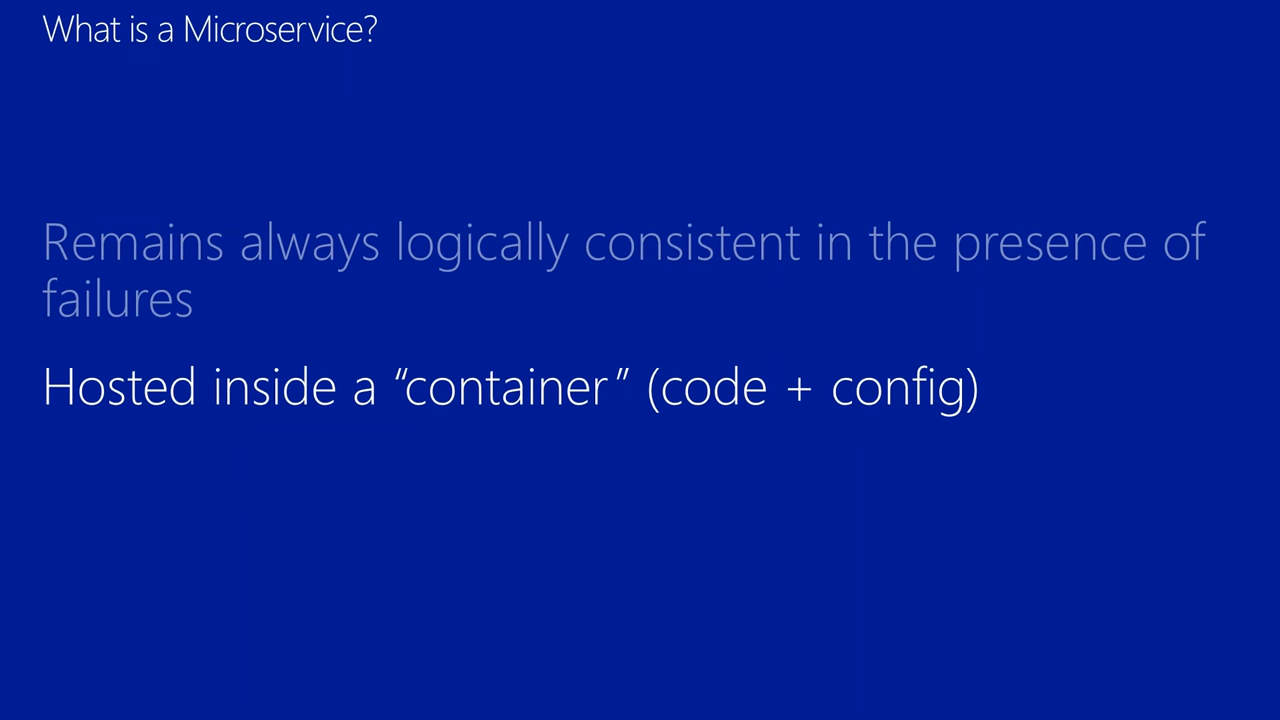 What is a Microservice?
Remains always logically consistent in the presence of
failures
Hosted inside a “container” (code + config)